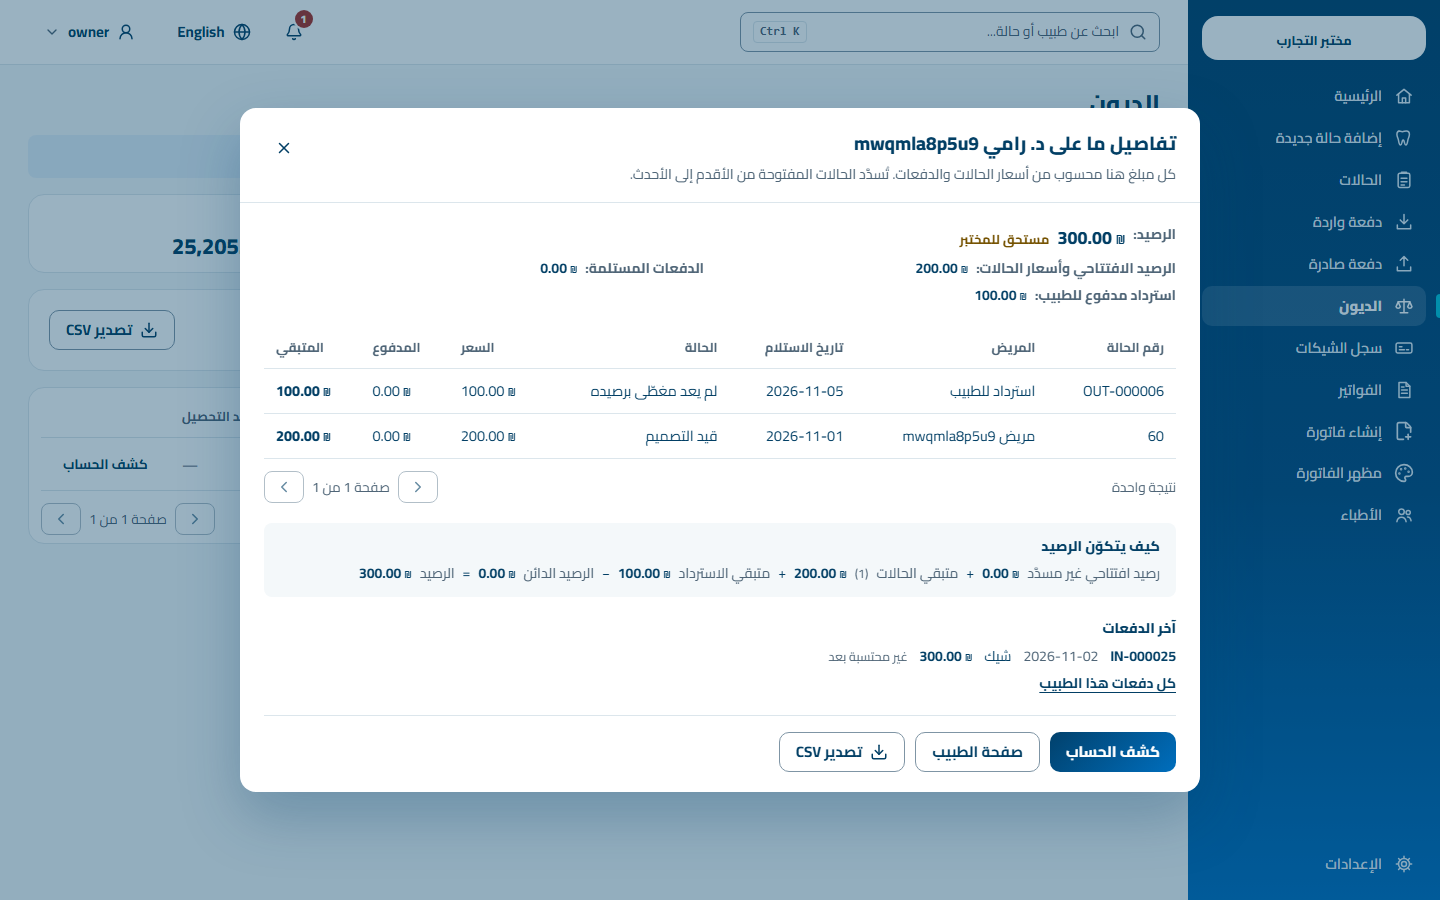 مختبر التجارب
الرئيسية
إضافة حالة جديدة
الحالات
دفعة واردة
دفعة صادرة
الديون
سجل الشيكات
الفواتير
إنشاء فاتورة
مظهر الفاتورة
الأطباء
الإعدادات
ابحث عن طبيب أو حالة...
Ctrl K
1
English
owner
الديون
25,205
تصدير CSV
د التحصيل
—
كشف الحساب
صفحة 1 من 1
تفاصيل ما على د. رامي mwqmla8p5u9
كل مبلغ هنا محسوب من أسعار الحالات والدفعات. تُسدَّد الحالات المفتوحة من الأقدم إلى الأحدث.
الرصيد: ₪ 300.00 مستحق للمختبر
الرصيد الافتتاحي وأسعار الحالات: ₪ 200.00 الدفعات المستلمة: ₪ 0.00
استرداد مدفوع للطبيب: ₪ 100.00
رقم الحالة المريض تاريخ الاستلام الحالة السعر المدفوع المتبقي
OUT-000006 استرداد للطبيب 2026-11-05 لم يعد مغطّى برصيده ₪ 100.00 ₪ 0.00 ₪ 100.00
60 مريض mwqmla8p5u9 2026-11-01 قيد التصميم ₪ 200.00 ₪ 0.00 ₪ 200.00
نتيجة واحدة صفحة 1 من 1
كيف يتكوّن الرصيد
رصيد افتتاحي غير مسدَّد ₪ 0.00 + متبقي الحالات (1) ₪ 200.00 + متبقي الاسترداد ₪ 100.00 − الرصيد الدائن ₪ 0.00 = الرصيد ₪ 300.00
آخر الدفعات
IN-000025 2026-11-02 شيك ₪ 300.00 غير محتسبة بعد
كل دفعات هذا الطبيب
كشف الحساب صفحة الطبيب تصدير CSV